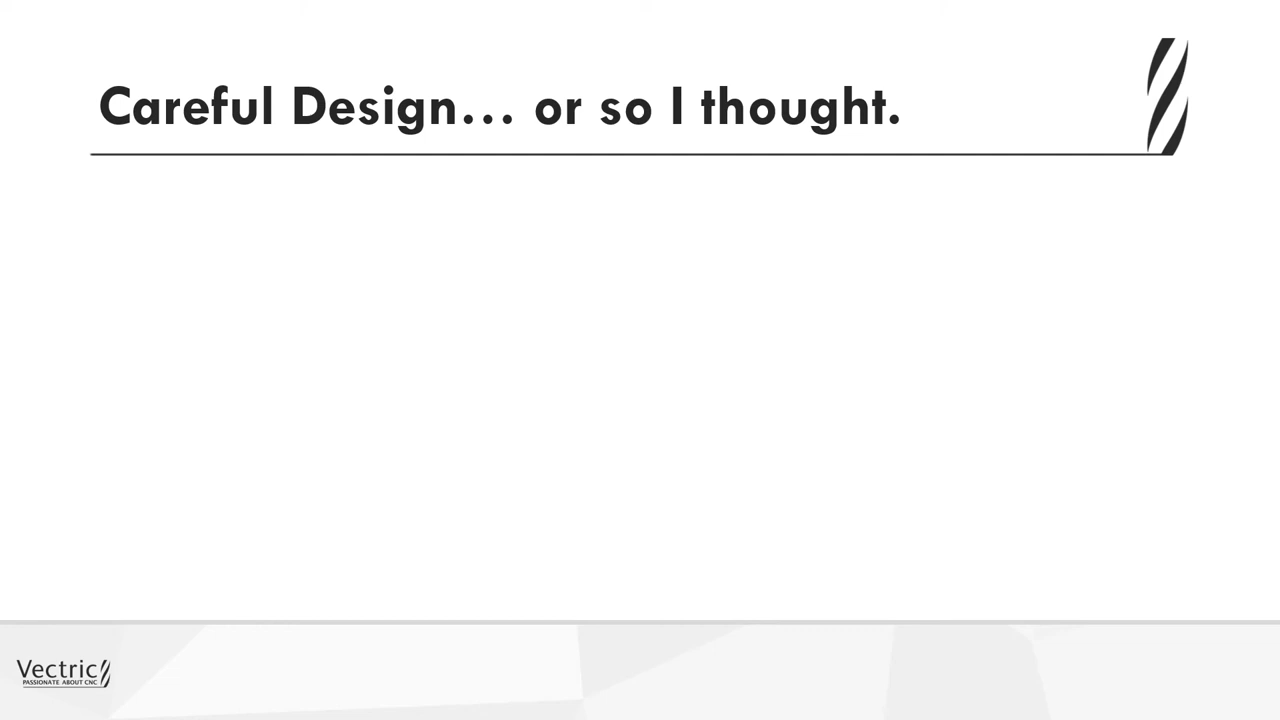 Careful Design... or so I thought.
Vectric
PASSIONATE ABOUT CNC